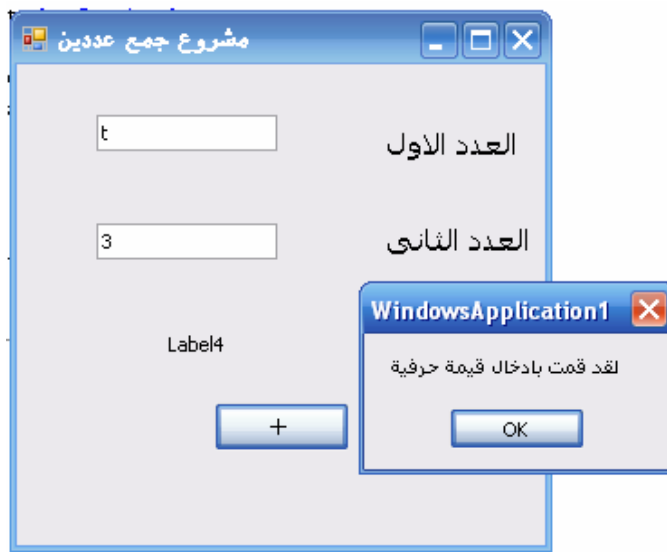 مشروع جمع عددين
t
العدد الاول
3
العدد الثانى
Label4
+
WindowsApplication1
لقد قمت بادخال قيمة حرفية
OK